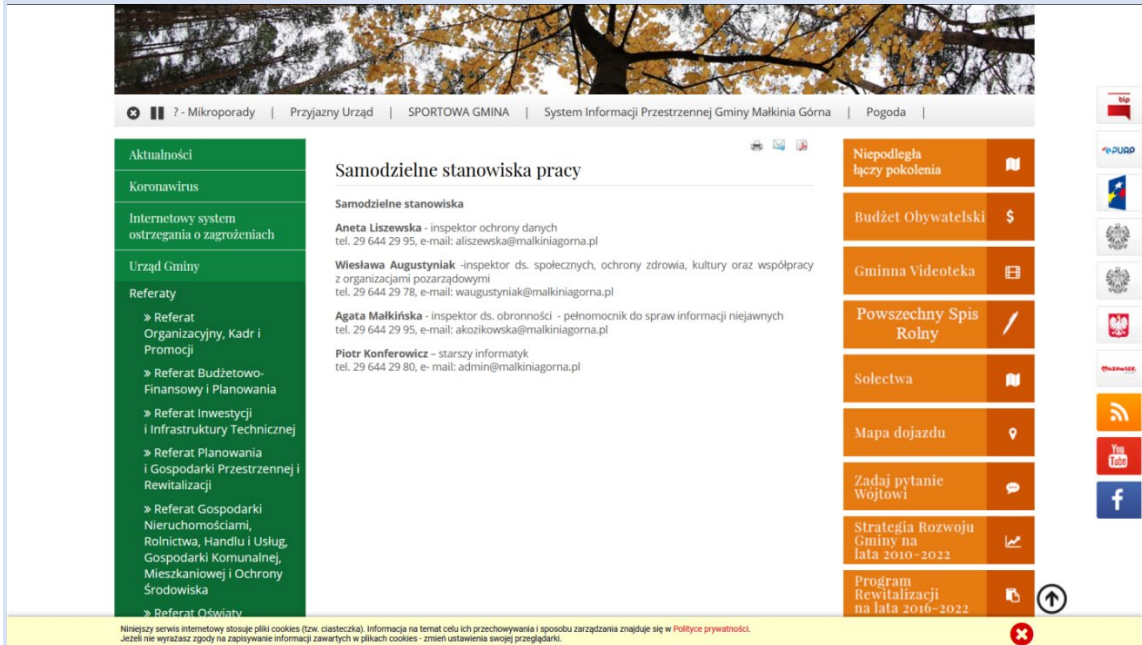 ? - Mikroporady | Przyjazny Urząd | SPORTOWA GMINA | System Informacji Przestrzennej Gminy Małkinia Górna | Pogoda |
Aktualności
Koronawirus
Internetowy system
ostrzegania o zagrożeniach
Urząd Gminy
Referaty
» Referat
Organizacyjny, Kadr i
Promocji
» Referat Budżetowo-
Finansowy i Planowania
» Referat Inwestycji
i Infrastruktury Technicznej
» Referat Planowania
i Gospodarki Przestrzennej i
Rewitalizacji
» Referat Gospodarki
Nieruchomościami,
Rolnictwa, Handlu i Usług,
Gospodarki Komunalnej,
Mieszkaniowej i Ochrony
Środowiska
» Referat Oświaty
Samodzielne stanowiska pracy
Samodzielne stanowiska
Aneta Liszewska - inspektor ochrony danych
tel. 29 644 29 95, e-mail: aliszewska@malkiniagorna.pl
Wiesława Augustyniak -inspektor ds. społecznych, ochrony zdrowia, kultury oraz współpracy
z organizacjami pozarządowymi
tel. 29 644 29 78, e-mail: waugustyniak@malkiniagorna.pl
Agata Małkińska - inspektor ds. obronności - pełnomocnik do spraw informacji niejawnych
tel. 29 644 29 95, e-mail: akozikowska@malkiniagorna.pl
Piotr Konferowicz – starszy informatyk
tel. 29 644 29 80, e- mail: admin@malkiniagorna.pl
Niepodległa
łączy pokolenia
Budżet Obywatelski $
Gminna Videoteka
Powszechny Spis
Rolny
Sołectwa
Mapa dojazdu
Zadaj pytanie
Wójtowi
Strategia Rozwoju
Gminy na
lata 2010-2022
Program
Rewitalizacji
na lata 2016-2022
bip
ePUAP
Mazowsze.
You
Tube
f
Niniejszy serwis internetowy stosuje pliki cookies (tzw. ciasteczka). Informacja na temat celu ich przechowywania i sposobu zarządzania znajduje się w Polityce prywatności.
Jeżeli nie wyrażasz zgody na zapisywanie informacji zawartych w plikach cookies - zmień ustawienia swojej przeglądarki.